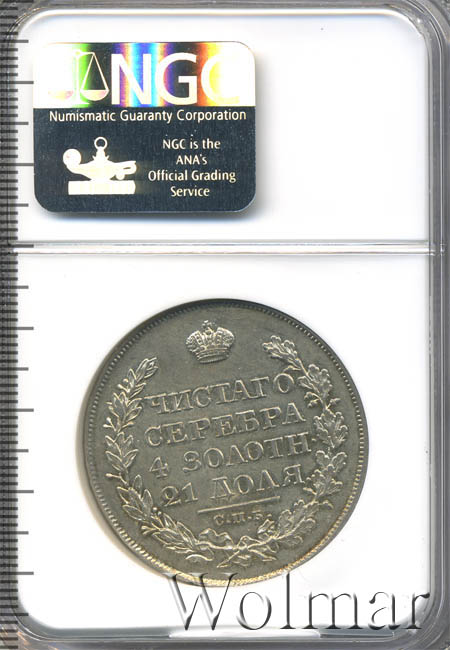 NGC
Numismatic Guaranty Corporation
NGC is the
ANA's
Official Grading
Service
ЧИСТАГО
СЕРЕБРА
4 ЗОЛОТН.
21 ДОЛЯ
С.П.Б.
Wolmar